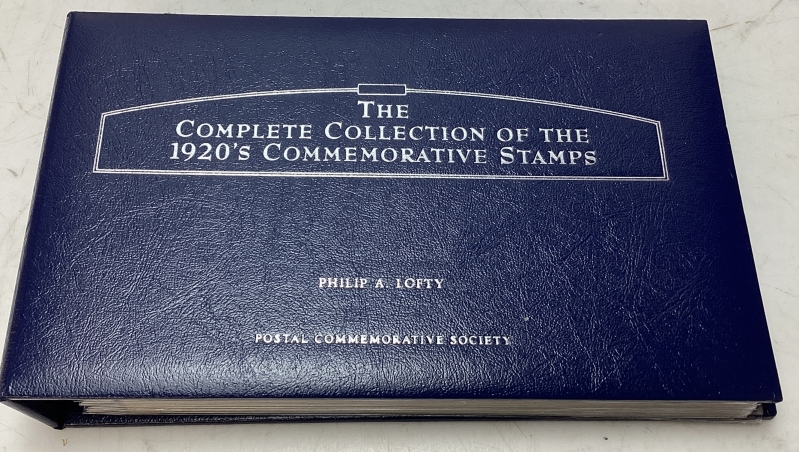 THE
COMPLETE COLLECTION OF THE
1920'S COMMEMORATIVE STAMPS
PHILIP A. LOFTY
POSTAL COMMEMORATIVE SOCIETY